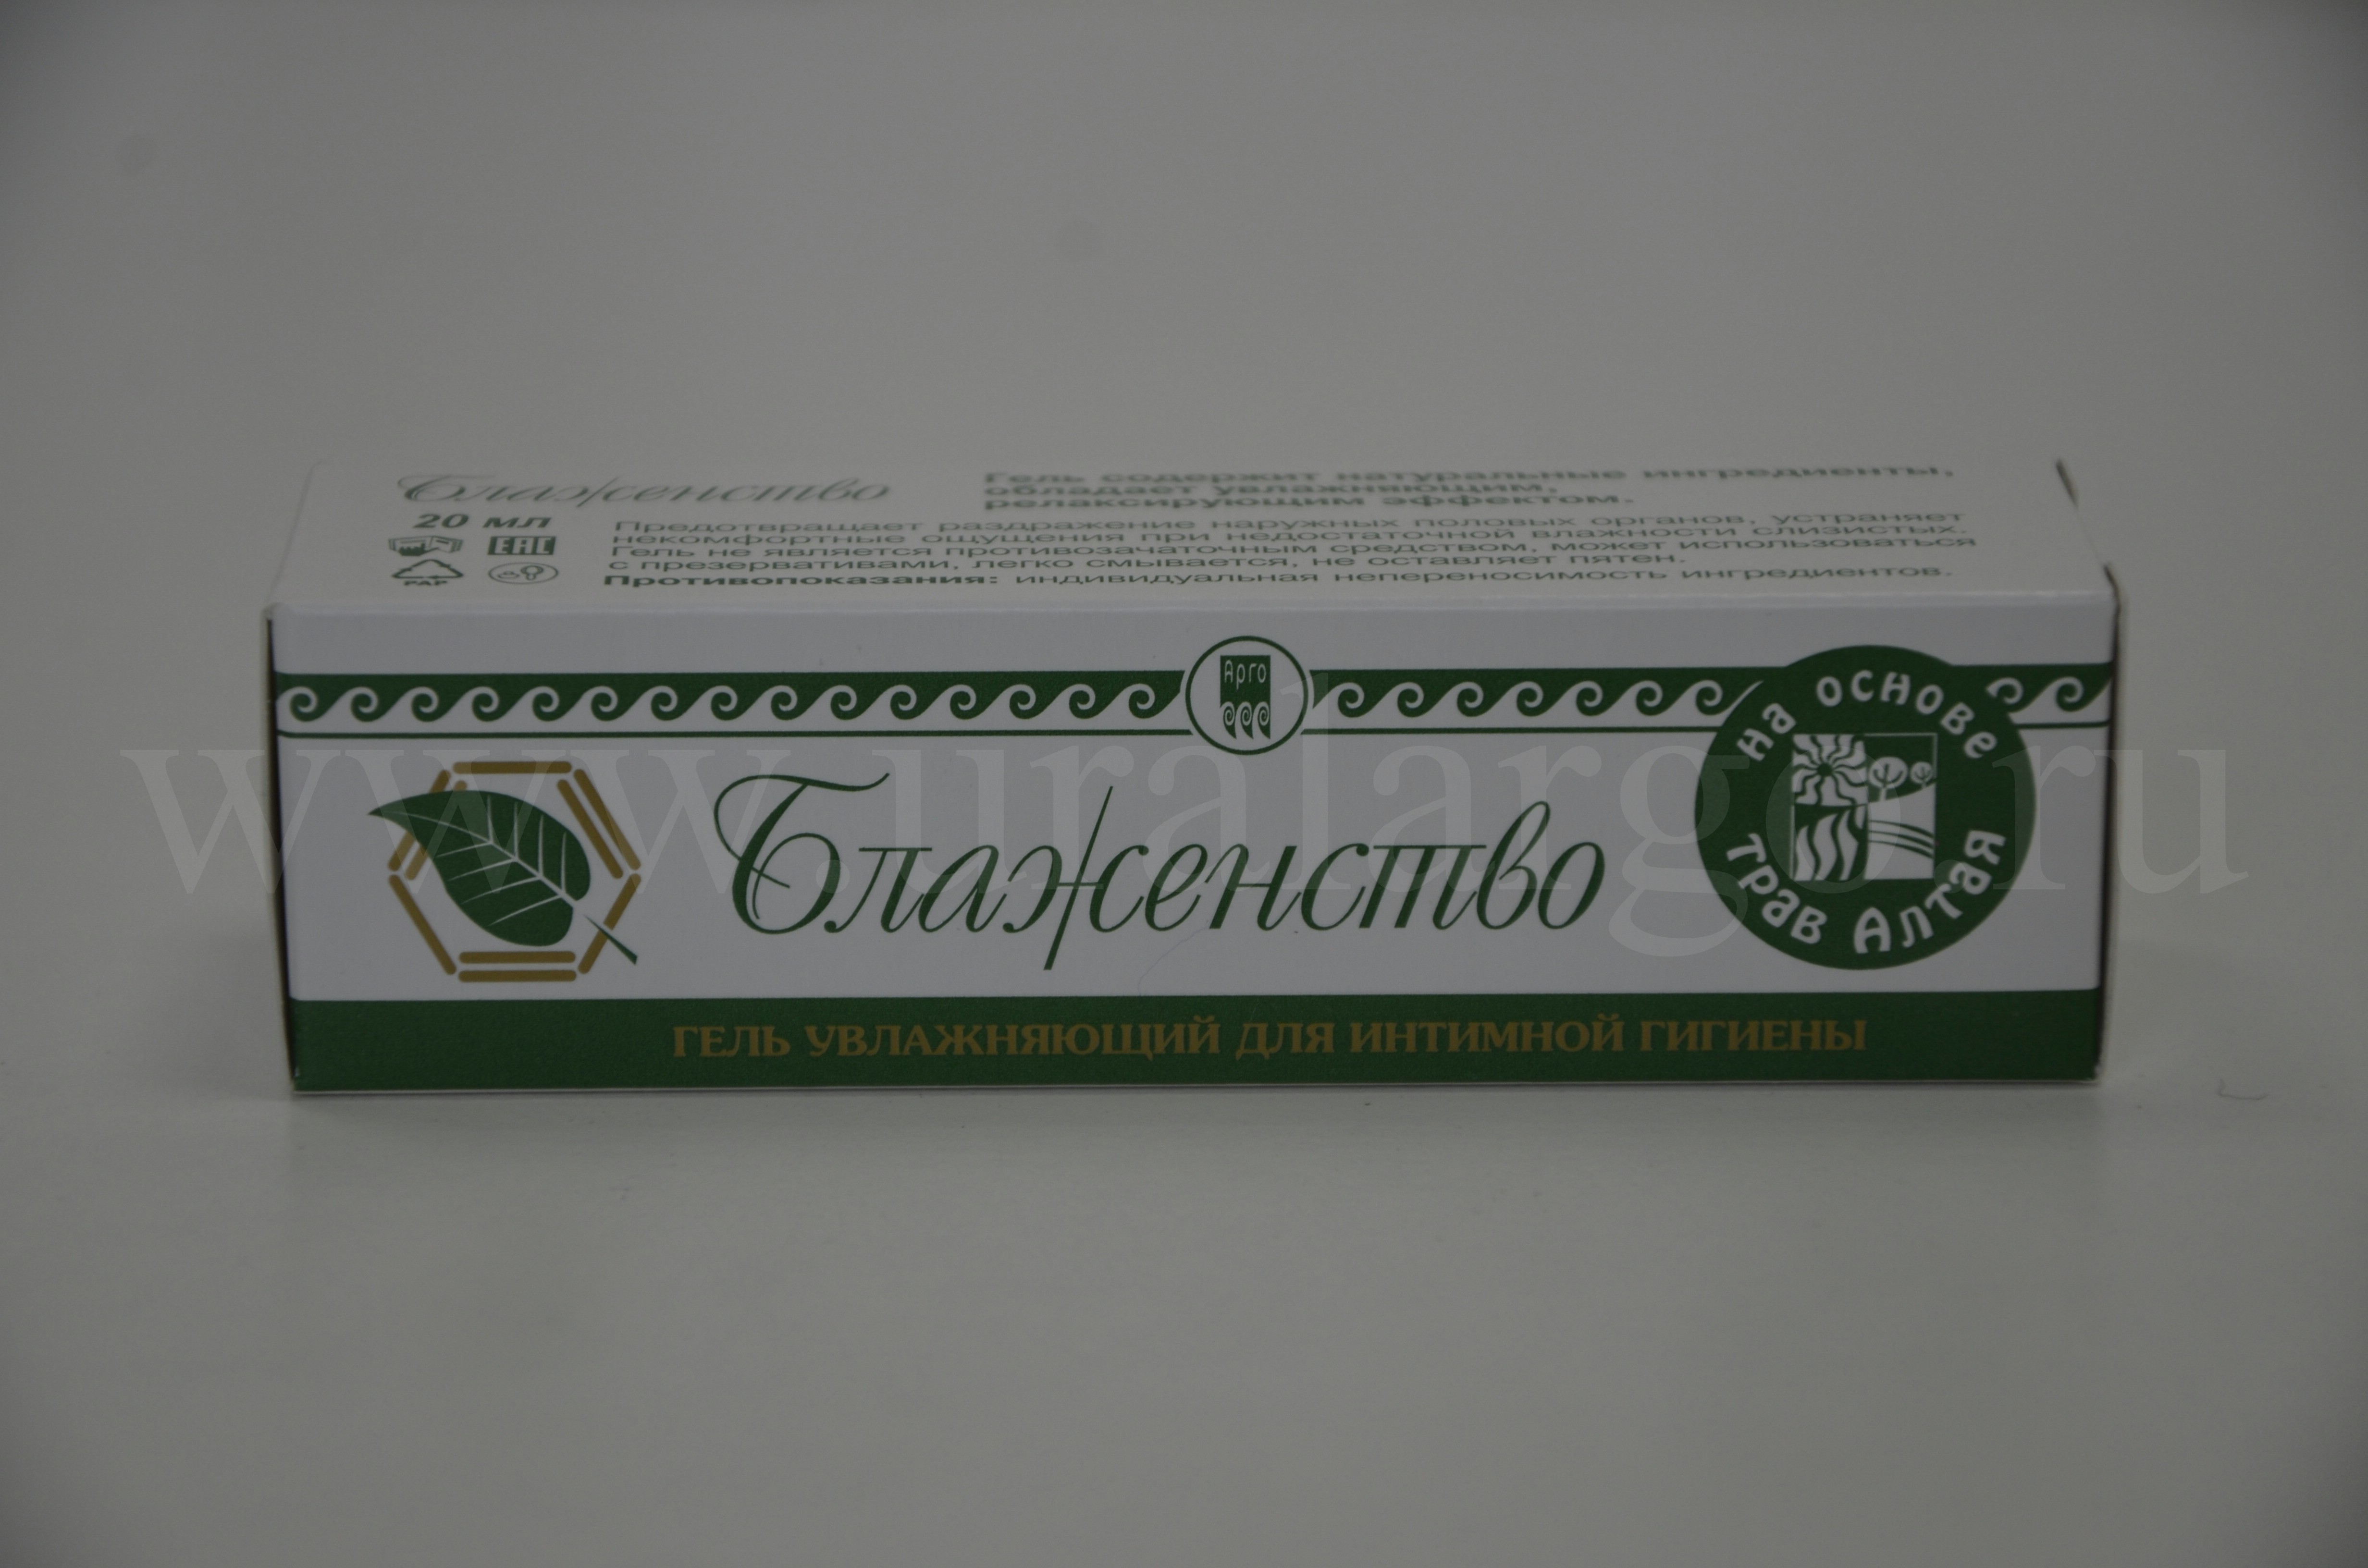 Блаженство
Гель содержит натуральные ингредиенты,
обладает увлажняющим,
релаксирующим эффектом.
20 мл
Предотвращает раздражение наружных половых органов, устраняет
некомфортные ощущения при недостаточной влажности слизистых.
Гель не является противозачаточным средством, может использоваться
с презервативами, легко смывается, не оставляет пятен.
Противопоказания: индивидуальная непереносимость ингредиентов.
EAC
PAP
Арго
на основе
трав Алтая
Блаженство
ГЕЛЬ УВЛАЖНЯЮЩИЙ ДЛЯ ИНТИМНОЙ ГИГИЕНЫ
www.uralargo.ru